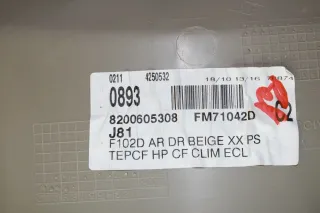 0211 4250532 18/10 13/16
0893
8200605308 FM71042D
J81
F102D AR DR BEIGE XX PS
TEPCF HP CF CLIM ECL